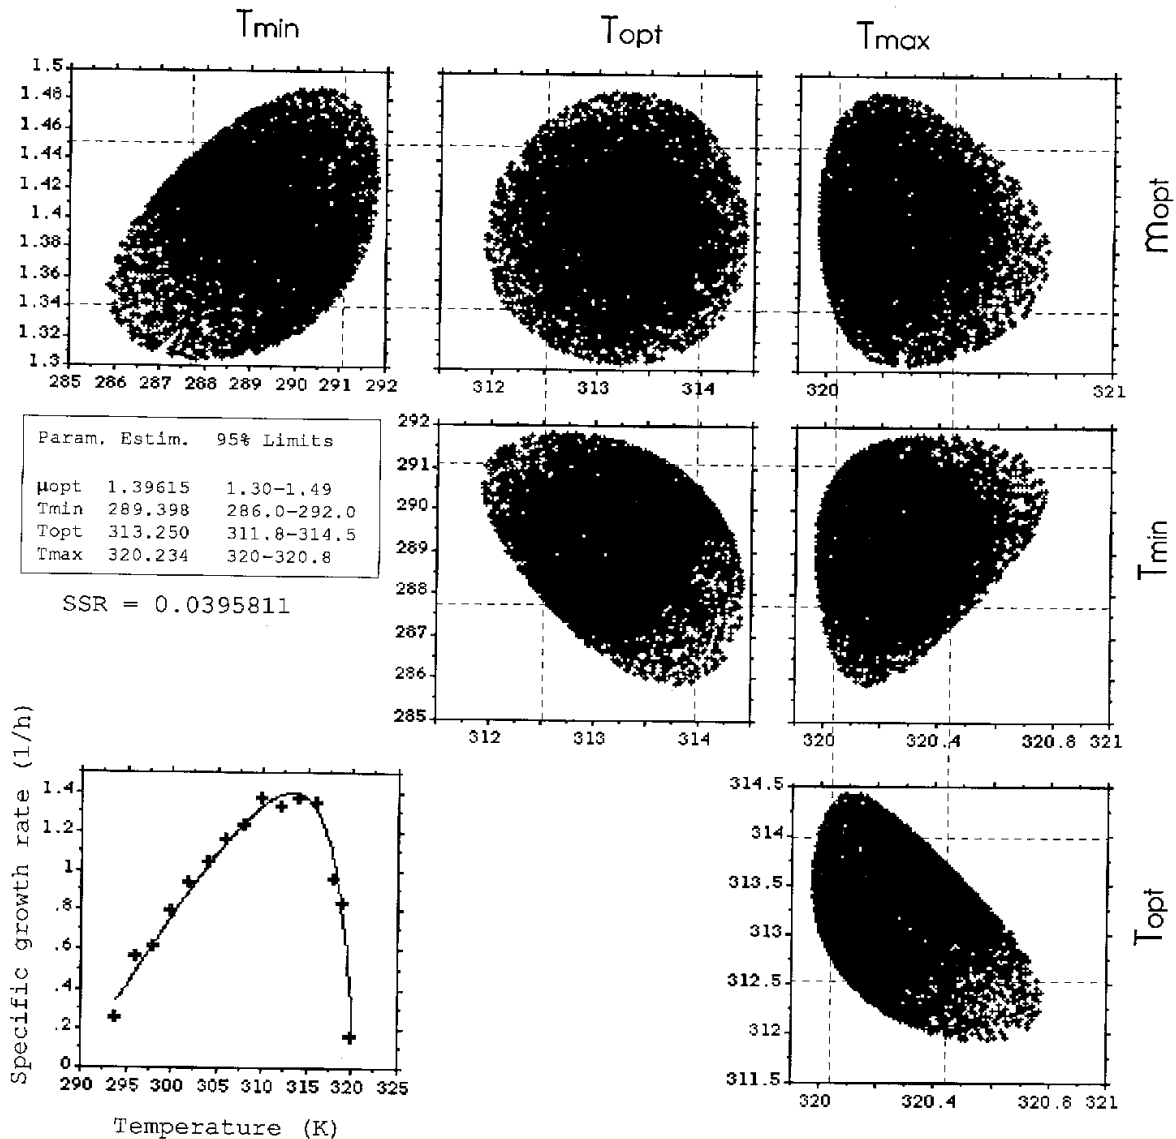 Tmin
Topt
Tmax
1.5
1.48
1.44
1.42
1.4
1.38
1.36
1.34
1.32
1.3
285 286 287 288 289 290 291 292
312 313 314
320 321
mopt
Param. Estim. 95% Limits
µopt 1.39615 1.30-1.49
Tmin 289.398 286.0-292.0
Topt 313.250 311.8-314.5
Tmax 320.234 320-320.8
SSR = 0.0395811
292
291
290
289
288
287
286
285
312 313 314
320 320.4 320.8 321
Tmin
Specific growth rate (1/h)
1.4
1.2
1
.8
.6
.4
.2
0
290 295 300 305 310 315 320 325
Temperature (K)
314.5
314
313.5
313
312.5
312
311.5
320 320.4 320.8 321
Topt